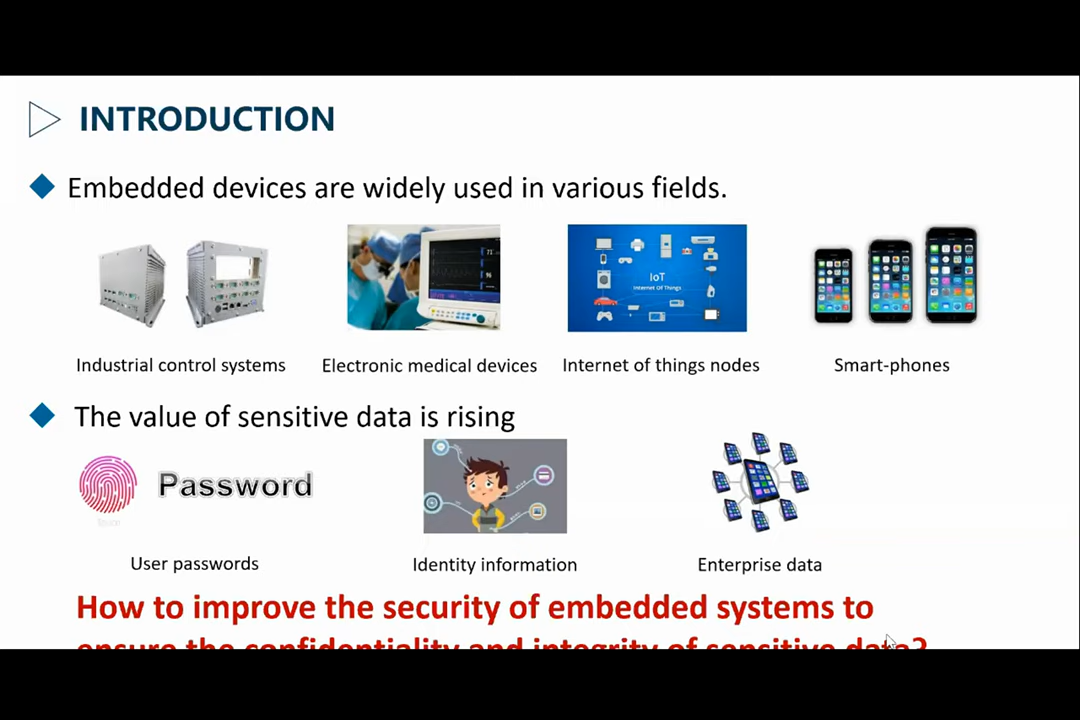 INTRODUCTION
Embedded devices are widely used in various fields.
IoT
Internet Of Things
Industrial control systems
Electronic medical devices
Internet of things nodes
Smart-phones
The value of sensitive data is rising
Password
User passwords
Identity information
Enterprise data
How to improve the security of embedded systems to
ensure the confidentiality and integrity of sensitive data?